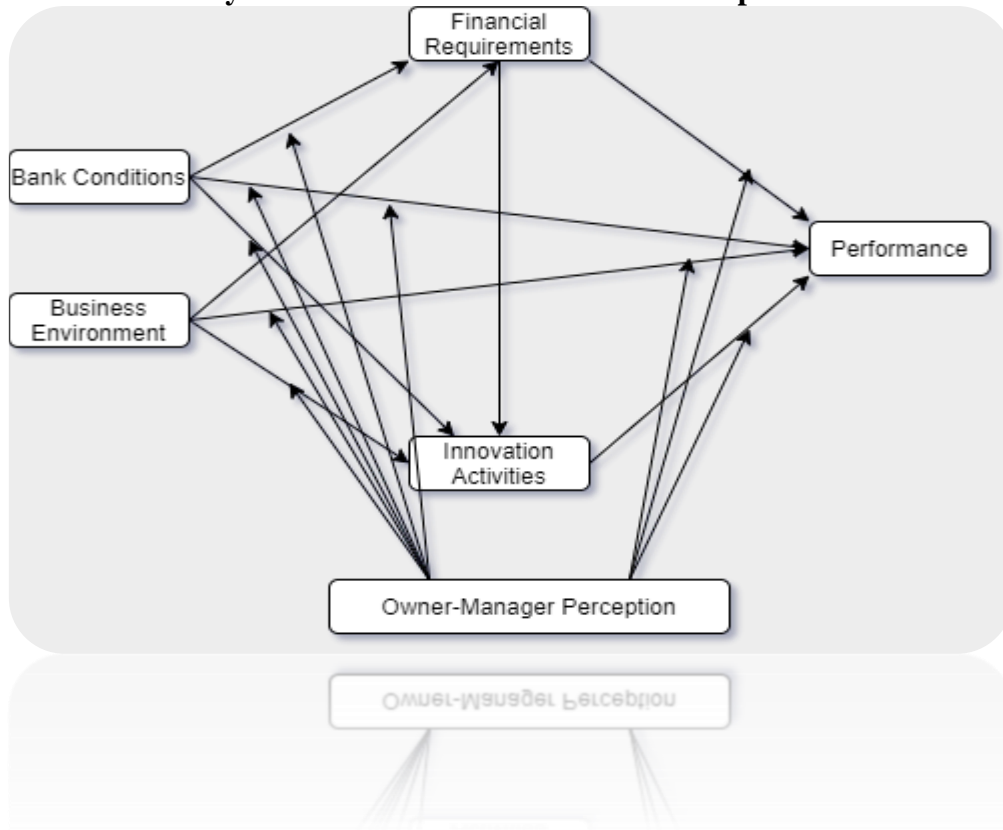 Financial
Requirements
Bank Conditions
Performance
Business
Environment
Innovation
Activities
Owner-Manager Perception
Owner-Manager Perception